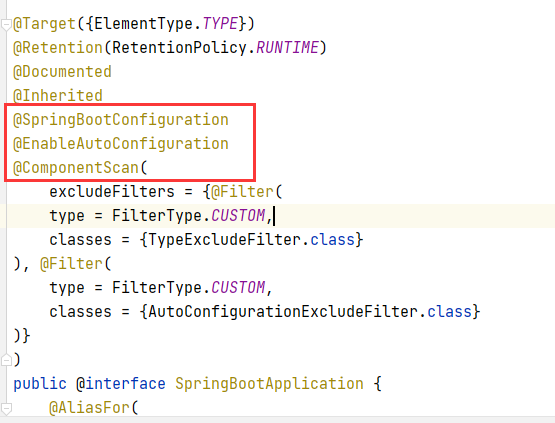 @Target({ElementType.TYPE})
@Retention(RetentionPolicy.RUNTIME)
@Documented
@Inherited
@SpringBootConfiguration
@EnableAutoConfiguration
@ComponentScan(
    excludeFilters = {@Filter(
    type = FilterType.CUSTOM,
    classes = {TypeExcludeFilter.class}
), @Filter(
    type = FilterType.CUSTOM,
    classes = {AutoConfigurationExcludeFilter.class}
)}
)
public @interface SpringBootApplication {
    @AliasFor(